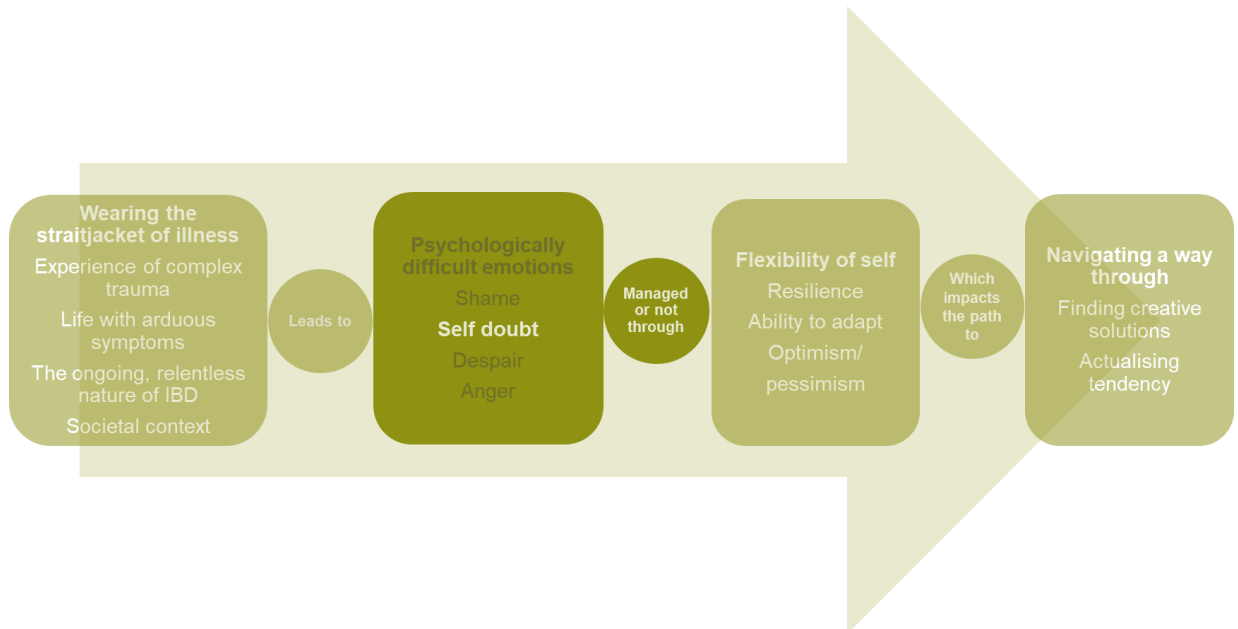 Wearing the
straitjacket of illness
Experience of complex
trauma
Life with arduous
symptoms
The ongoing, relentless
nature of IBD
Societal context
Leads to
Psychologically
difficult emotions
Shame
Self doubt
Despair
Anger
Managed
or not
through
Flexibility of self
Resilience
Ability to adapt
Optimism/
pessimism
Which
impacts
the path
to
Navigating a way
through
Finding creative
solutions
Actualising
tendency